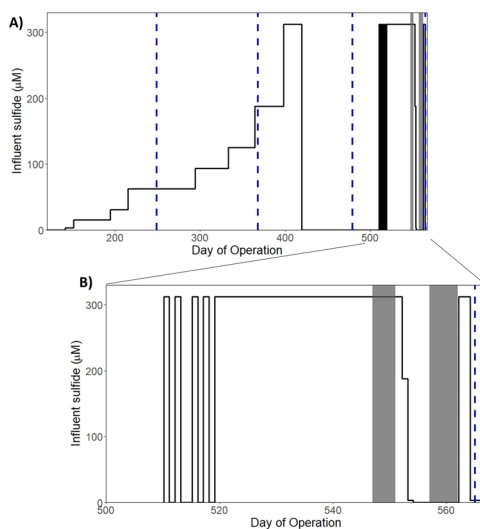 A)
Influent sulfide (µM)
300
200
100
0
200
300
400
500
Day of Operation
B)
Influent sulfide (µM)
300
200
100
0
500
520
540
560
Day of Operation